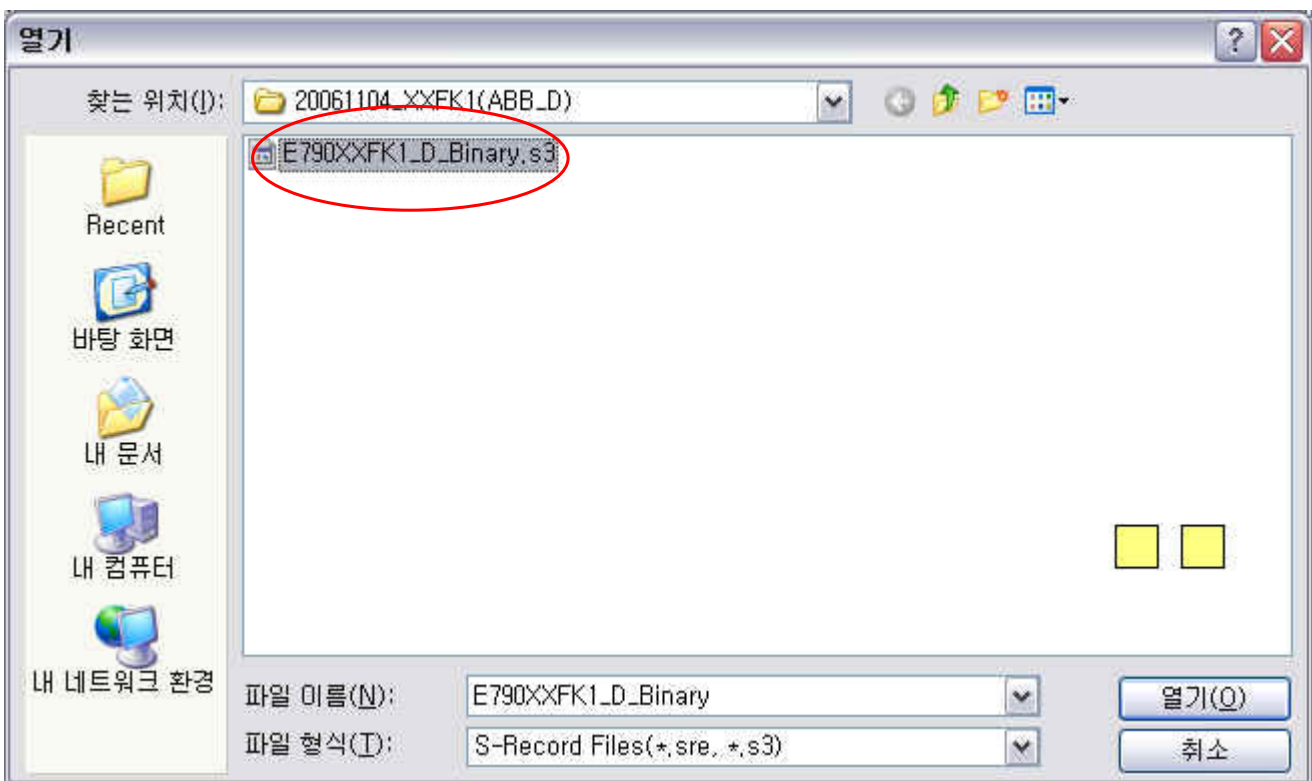 열기
찾는 위치(I):
20061104_XXFK1(ABB_D)
E790XXFK1_D_Binary.s3
Recent
바탕 화면
내 문서
내 컴퓨터
내 네트워크 환경
파일 이름(N):
E790XXFK1_D_Binary
열기(O)
파일 형식(T):
S-Record Files(*.sre, *.s3)
취소